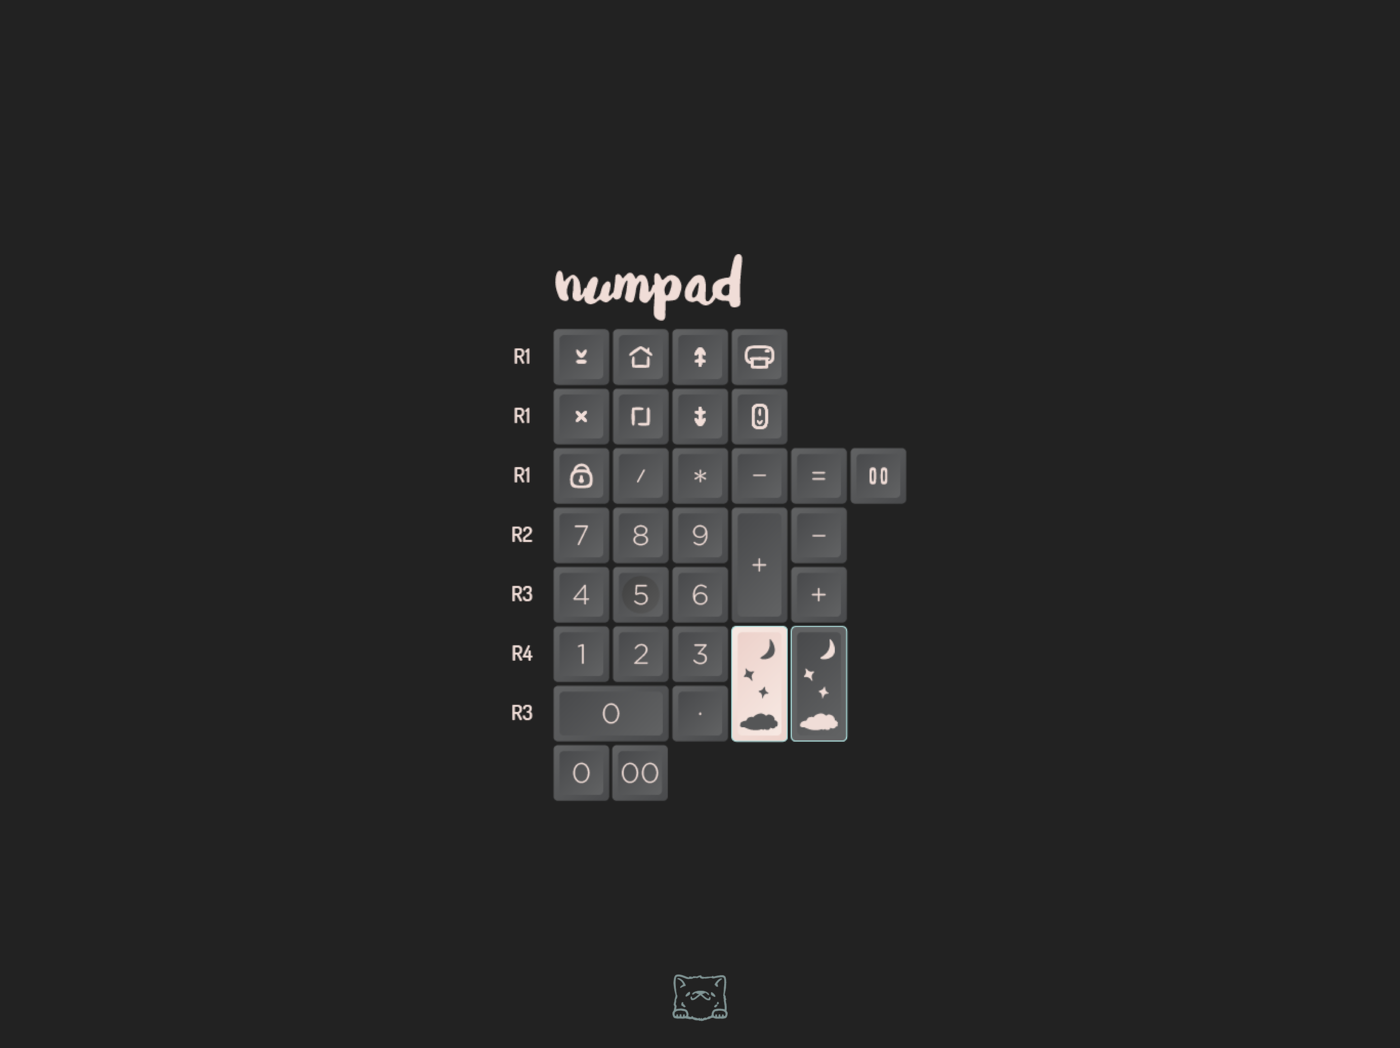 numpad
R1
R1
R1 / * − =
R2 7 8 9 + −
R3 4 5 6 +
R4 1 2 3
R3 0 .
0 00